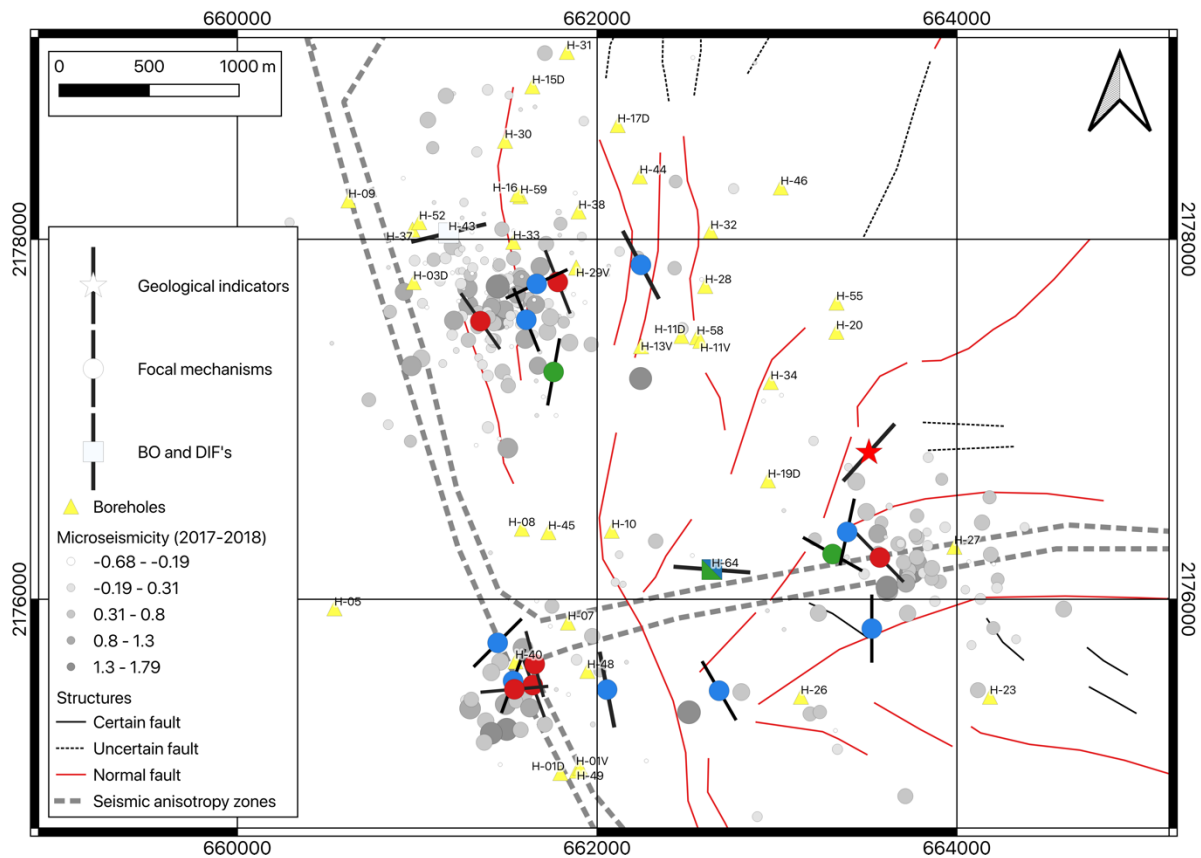 660000 662000 664000
0 500 1000 m
H-31
H-15D
H-17D
H-30
H-44
H-46
H-16 H-59
H-09
H-38
H-52
H-43
H-37
H-33
H-32
2178000 2178000
H-29V
H-03D
H-28
H-55
H-11D H-58
H-20
H-13V H-11V
H-34
H-19D
H-08 H-45 H-10
H-27
H-64
H-05
H-07
2176000 2176000
H-40 H-48
H-26 H-23
H-01V
H-01D H-49
Geological indicators
Focal mechanisms
BO and DIF's
Boreholes
Microseismicity (2017-2018)
-0.68 - -0.19
-0.19 - 0.31
0.31 - 0.8
0.8 - 1.3
1.3 - 1.79
Structures
Certain fault
Uncertain fault
Normal fault
Seismic anisotropy zones
660000 662000 664000